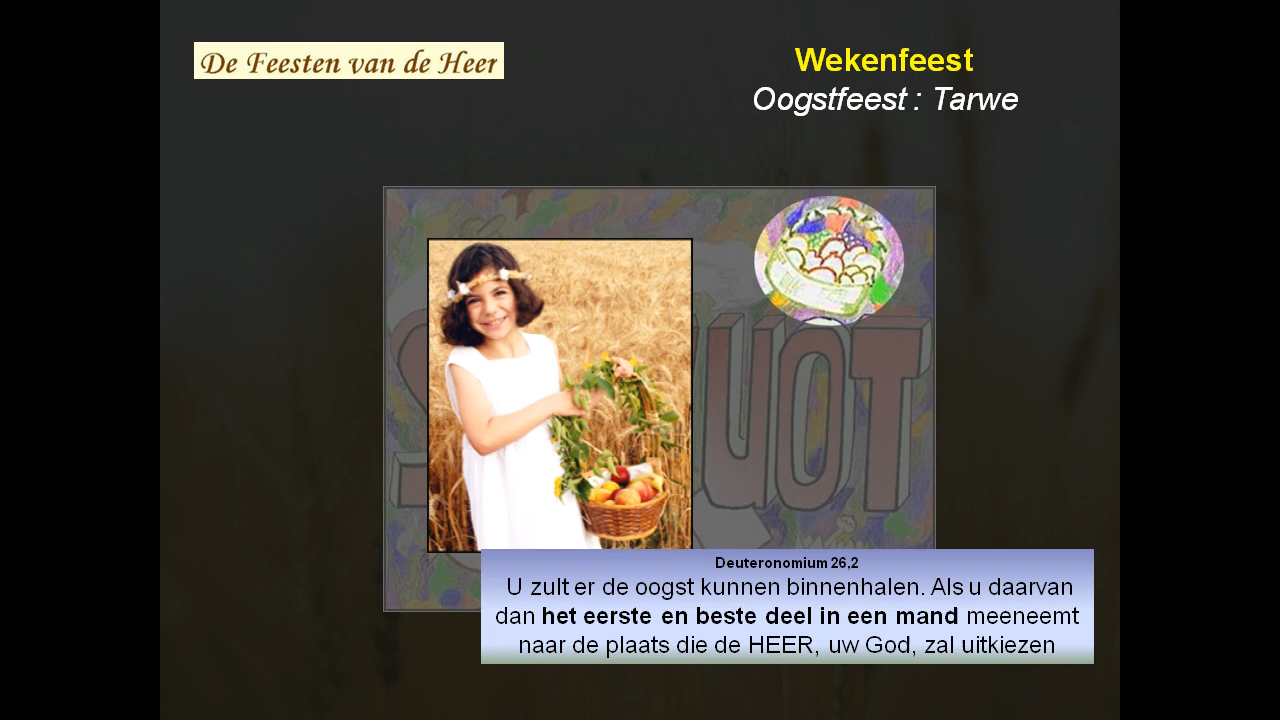 De Feesten van de Heer
Wekenfeest
Oogstfeest : Tarwe
UOT
Deuteronomium 26,2
U zult er de oogst kunnen binnenhalen. Als u daarvan
dan het eerste en beste deel in een mand meeneemt
naar de plaats die de HEER, uw God, zal uitkiezen